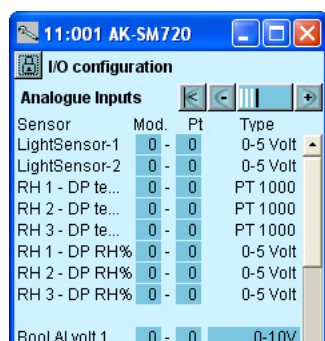 11:001 AK-SM720
I/O configuration
Analogue Inputs
Sensor Mod. Pt Type
LightSensor-1 0 - 0 0-5 Volt
LightSensor-2 0 - 0 0-5 Volt
RH 1 - DP te... 0 - 0 PT 1000
RH 2 - DP te... 0 - 0 PT 1000
RH 3 - DP te... 0 - 0 PT 1000
RH 1 - DP RH% 0 - 0 0-5 Volt
RH 2 - DP RH% 0 - 0 0-5 Volt
RH 3 - DP RH% 0 - 0 0-5 Volt
Bool AI volt 1 0 - 0 0-10V